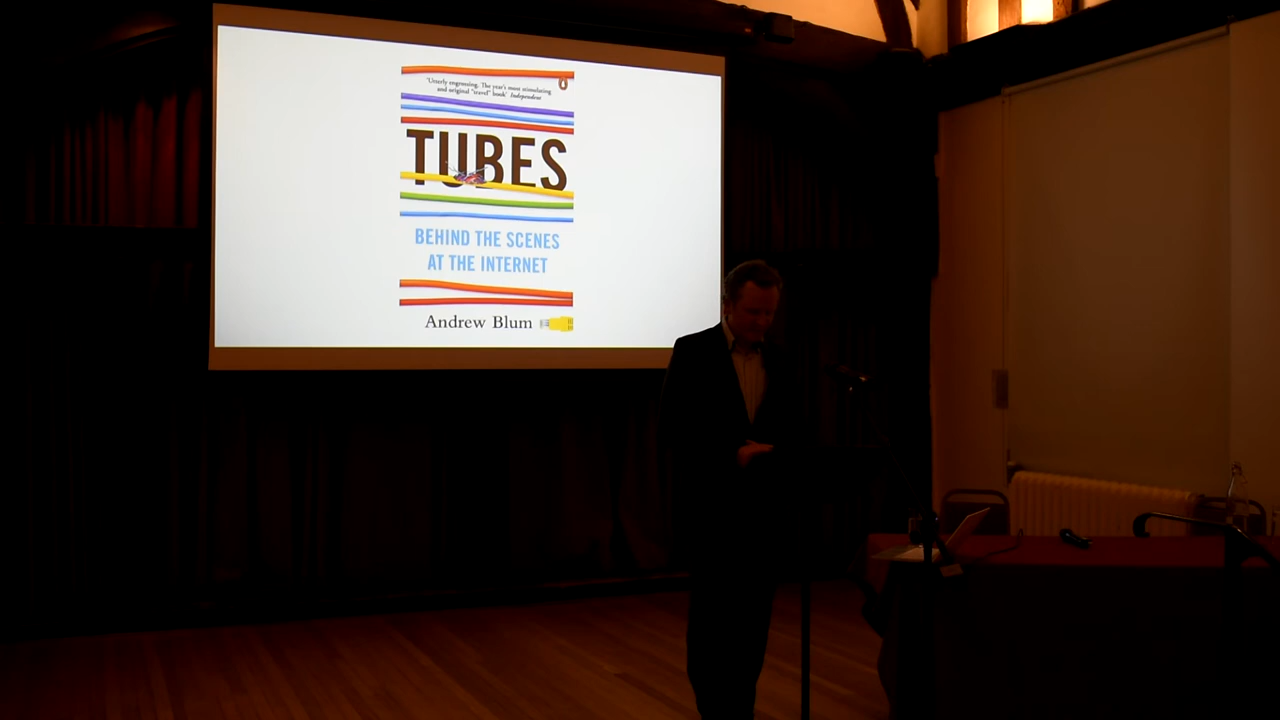 'Utterly engrossing. The year's most stimulating
and original "travel" book' Independent
TUBES
BEHIND THE SCENES
AT THE INTERNET
Andrew Blum